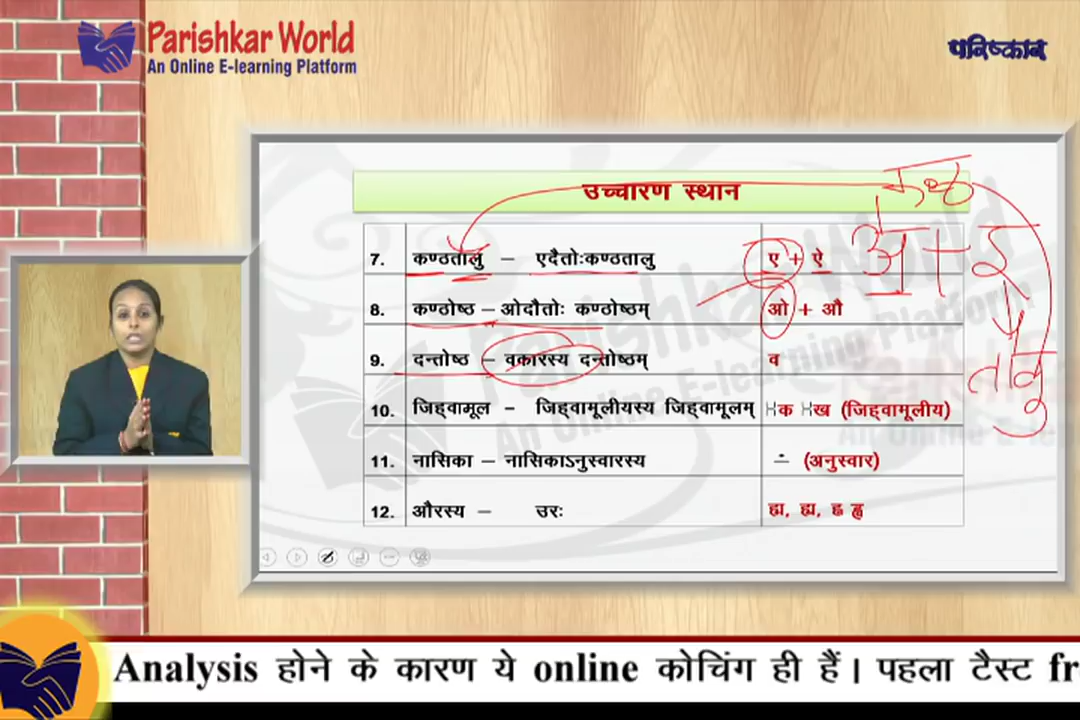 Parishkar World
An Online E-learning Platform
परिष्कार
उच्चारण स्थान
7. कण्ठतालु – एदैतोःकण्ठतालु ए + ऐ
8. कण्ठोष्ठ – ओदौतोः कण्ठोष्ठम् ओ + औ
9. दन्तोष्ठ – वकारस्य दन्तोष्ठम् व
10. जिह्वामूल – जिह्वामूलीयस्य जिह्वामूलम् ᳵक ᳵख (जिह्वामूलीय)
11. नासिका – नासिकाऽनुस्वारस्य ∸ (अनुस्वार)
12. औरस्य – उरः ह्म, ह्य, ह्न ह्ल
कण्ठ
अ + इ
तालु
Analysis होने के कारण ये online कोचिंग ही हैं। पहला टैस्ट fr